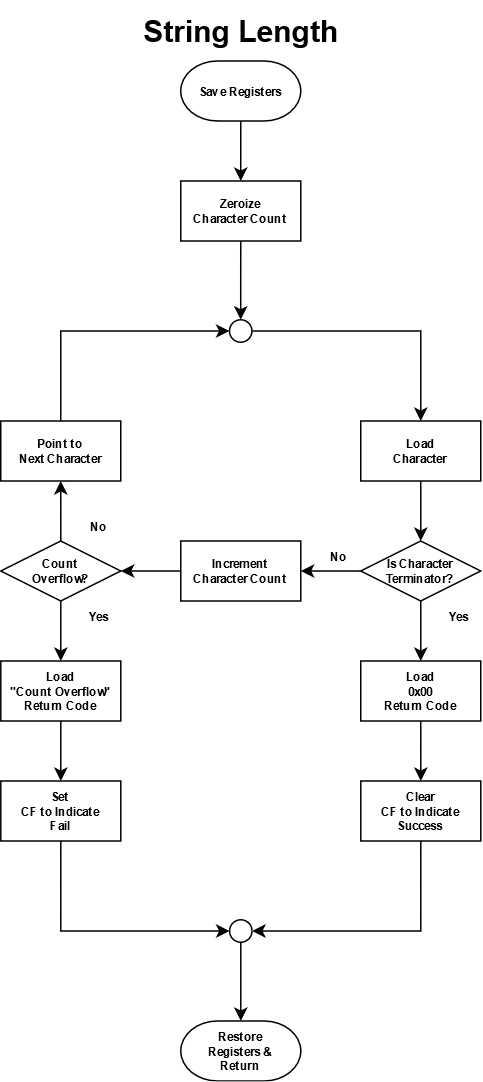 String Length
Save Registers
Zeroize
Character Count
Point to
Next Character
Load
Character
No
Count
Overflow?
Increment
Character Count
No
Is Character
Terminator?
Yes
Yes
Load
"Count Overflow"
Return Code
Load
0x00
Return Code
Set
CF to Indicate
Fail
Clear
CF to Indicate
Success
Restore
Registers &
Return